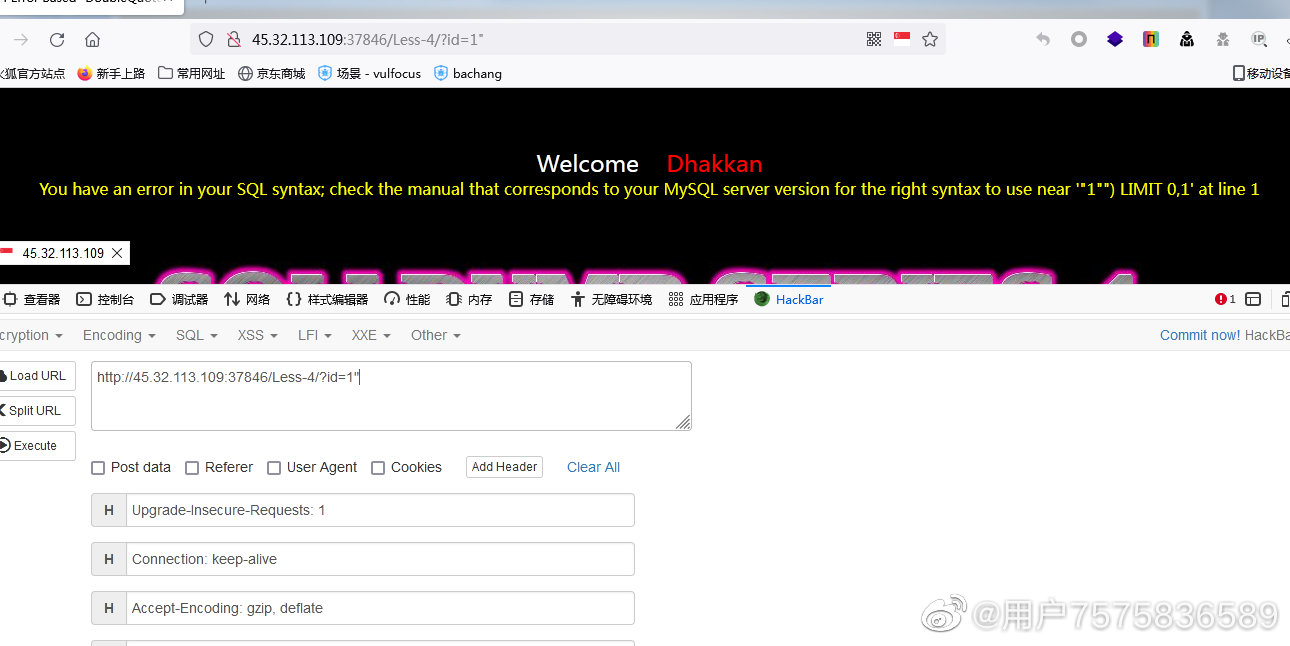 45.32.113.109:37846/Less-4/?id=1"
狐官方站点 新手上路 常用网址 京东商城 场景 - vulfocus bachang 移动设备
Welcome Dhakkan
You have an error in your SQL syntax; check the manual that corresponds to your MySQL server version for the right syntax to use near '"1"") LIMIT 0,1' at line 1
45.32.113.109
查看器 控制台 调试器 网络 样式编辑器 性能 内存 存储 无障碍环境 应用程序 HackBar 1
cryption Encoding SQL XSS LFI XXE Other Commit now! HackBa
Load URL http://45.32.113.109:37846/Less-4/?id=1"
Split URL
Execute
Post data Referer User Agent Cookies Add Header Clear All
H Upgrade-Insecure-Requests: 1
H Connection: keep-alive
H Accept-Encoding: gzip, deflate
@用户7575836589